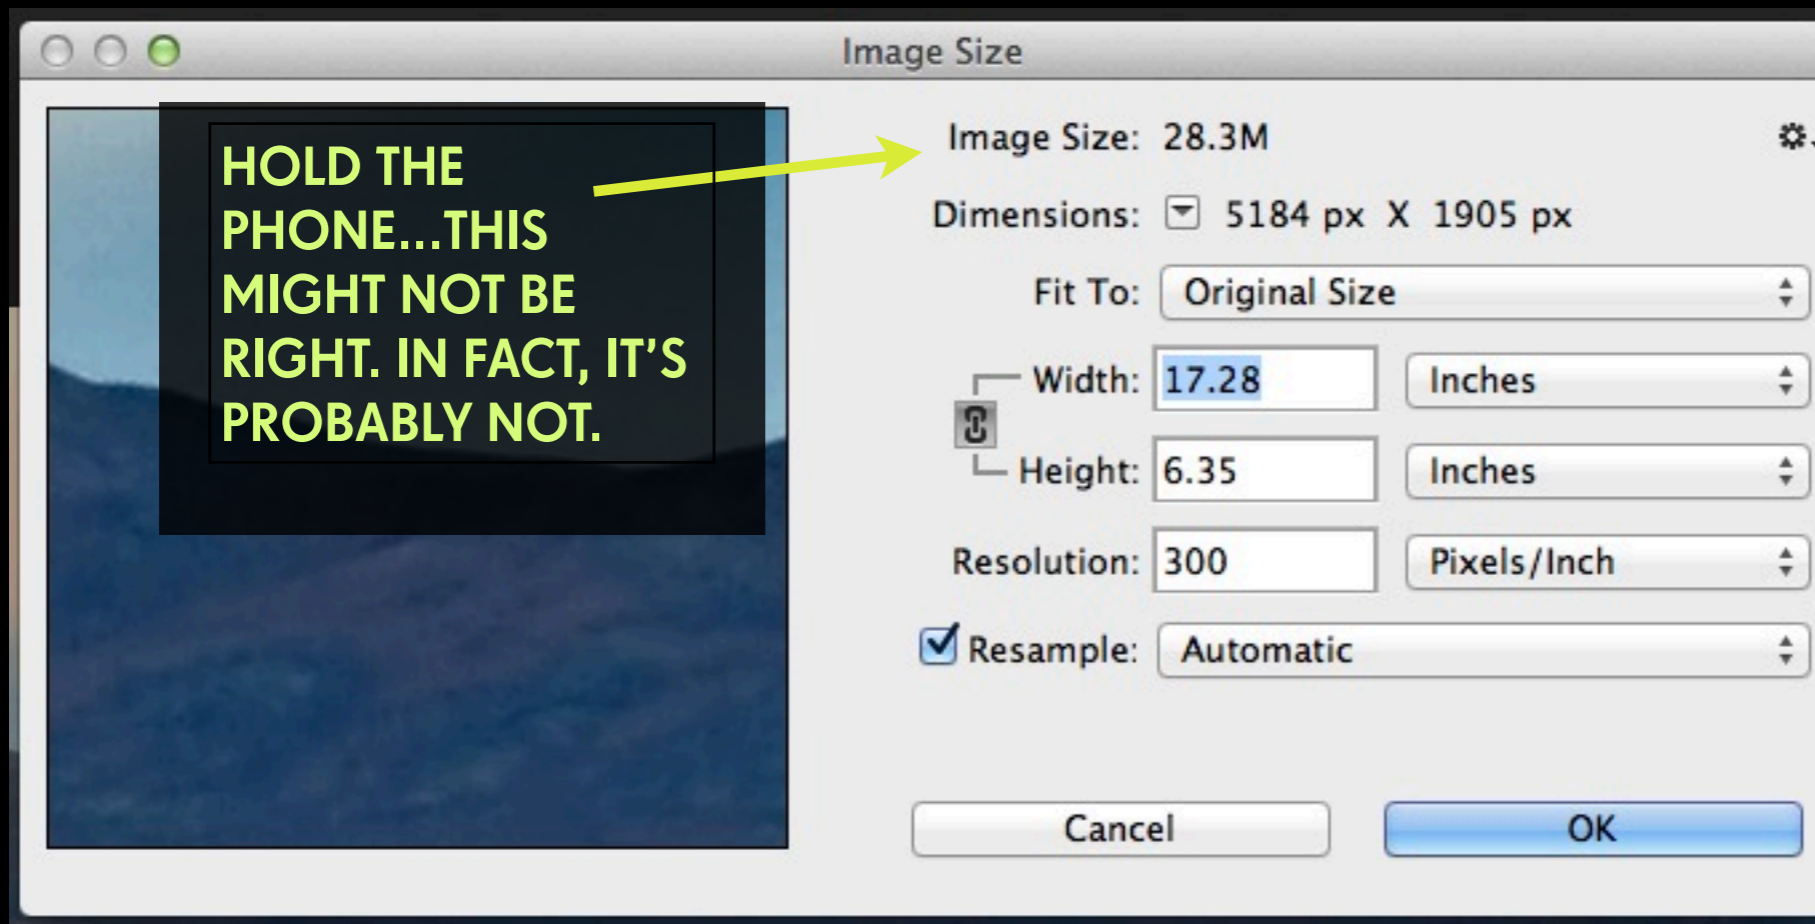 Image Size
HOLD THE
PHONE...THIS
MIGHT NOT BE
RIGHT. IN FACT, IT'S
PROBABLY NOT.
Image Size: 28.3M
Dimensions: 5184 px X 1905 px
Fit To: Original Size
Width: 17.28 Inches
Height: 6.35 Inches
Resolution: 300 Pixels/Inch
Resample: Automatic
Cancel OK